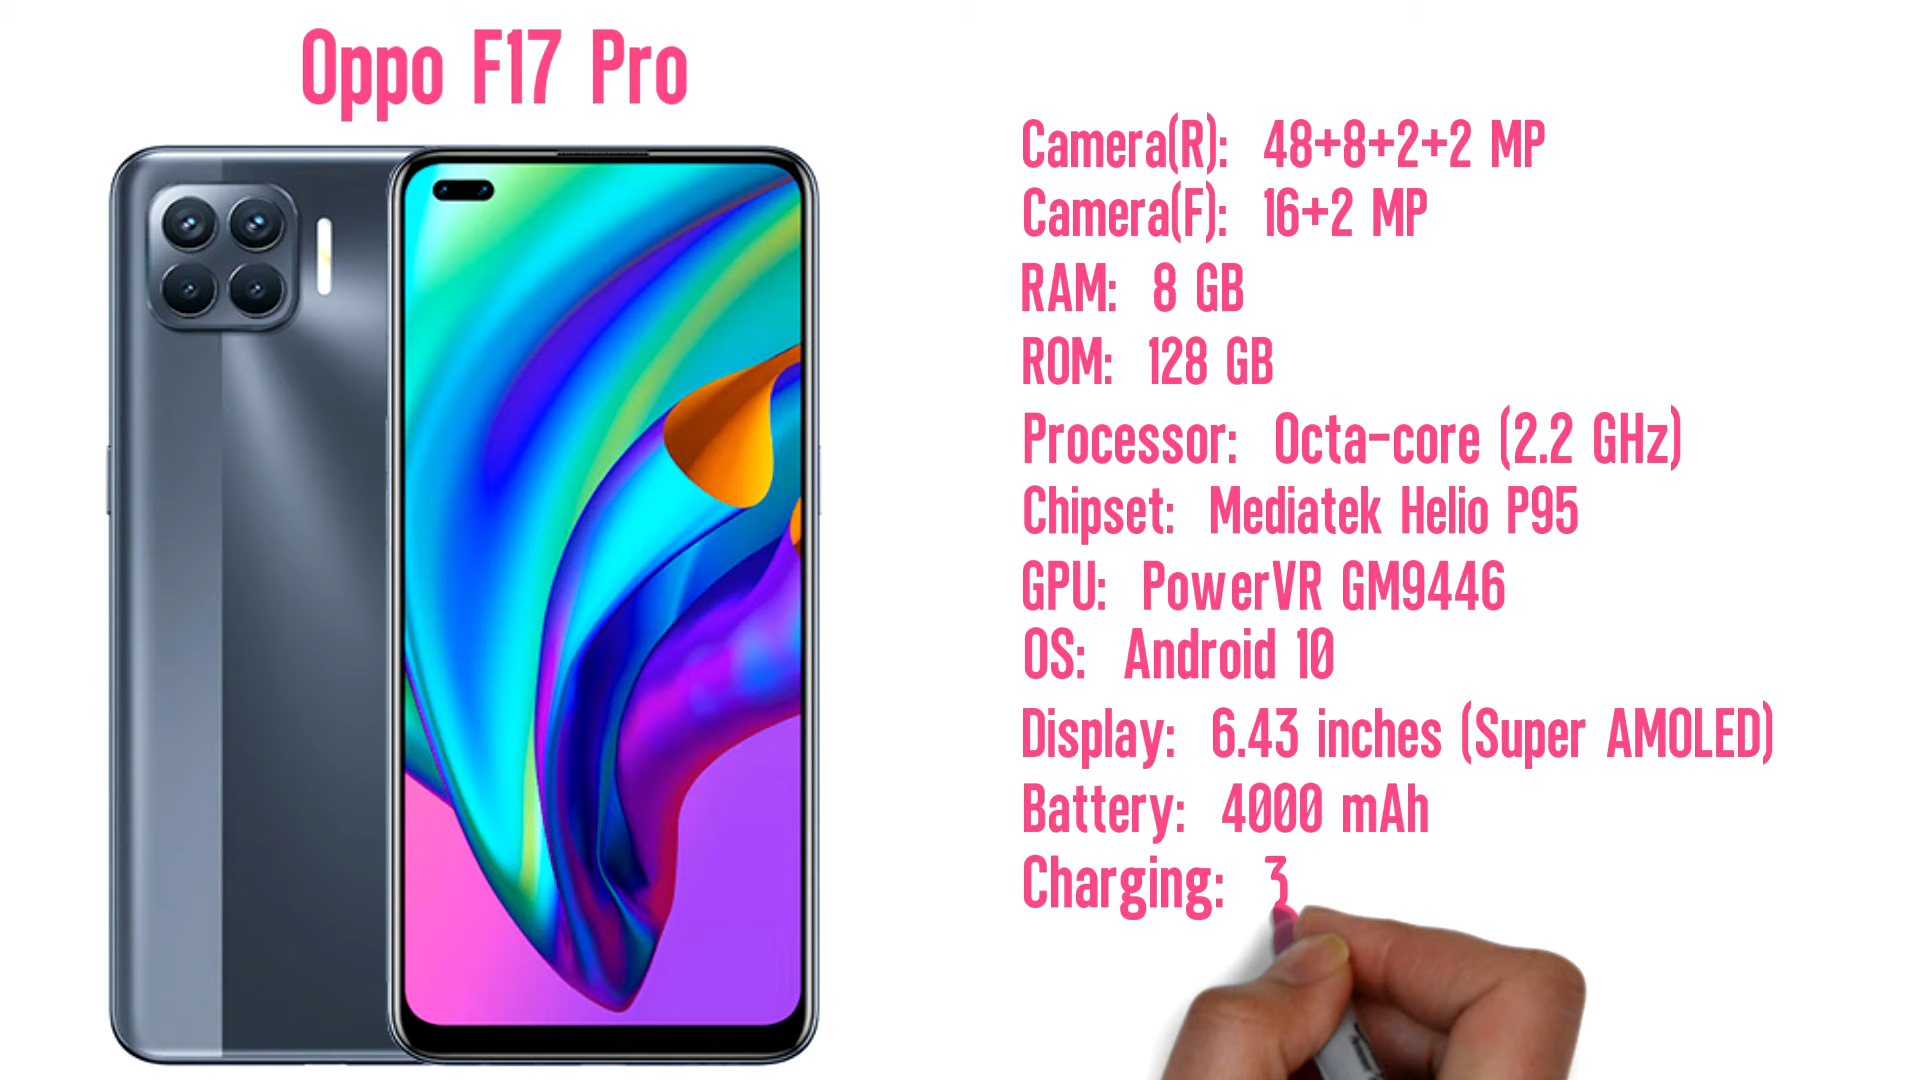 Oppo F17 Pro
Camera(R): 48+8+2+2 MP
Camera(F): 16+2 MP
RAM: 8 GB
ROM: 128 GB
Processor: Octa-core (2.2 GHz)
Chipset: Mediatek Helio P95
GPU: PowerVR GM9446
OS: Android 10
Display: 6.43 inches (Super AMOLED)
Battery: 4000 mAh
Charging: 3